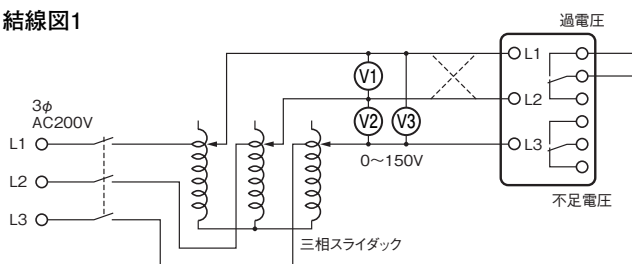 結線図1
過電圧
L1
V1
L2
3φ
AC200V
V2
V3
L1
L3
0～150V
L2
不足電圧
L3
三相スライダック